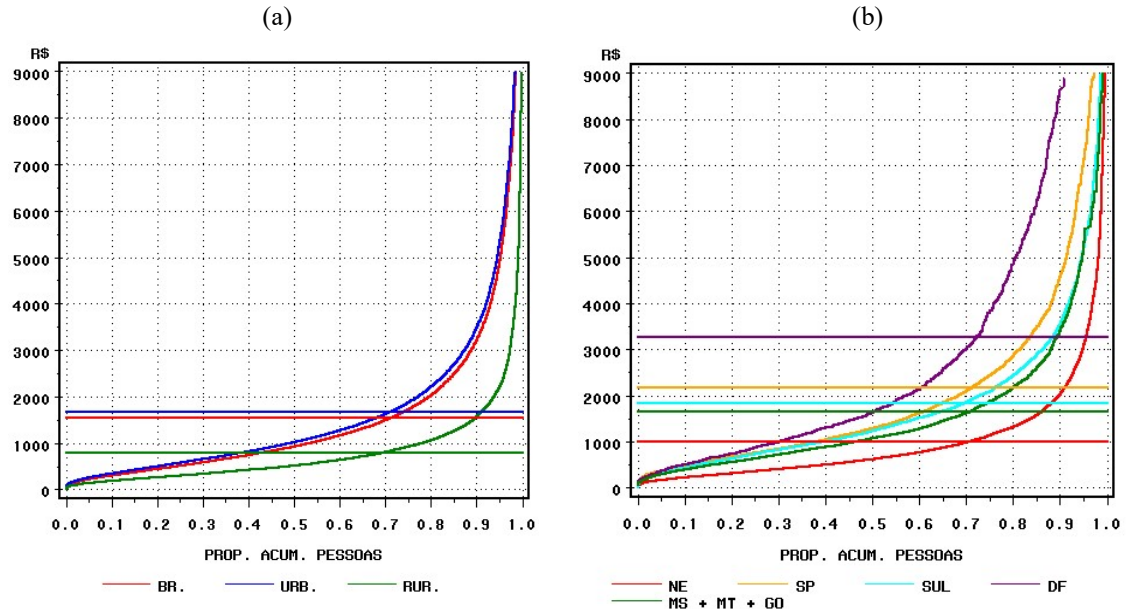 (a)
R$
9000
8000
7000
6000
5000
4000
3000
2000
1000
0
0.0 0.1 0.2 0.3 0.4 0.5 0.6 0.7 0.8 0.9 1.0
PROP. ACUM. PESSOAS
BR. URB. RUR.
(b)
R$
9000
8000
7000
6000
5000
4000
3000
2000
1000
0
0.0 0.1 0.2 0.3 0.4 0.5 0.6 0.7 0.8 0.9 1.0
PROP. ACUM. PESSOAS
NE SP SUL DF
MS + MT + GO